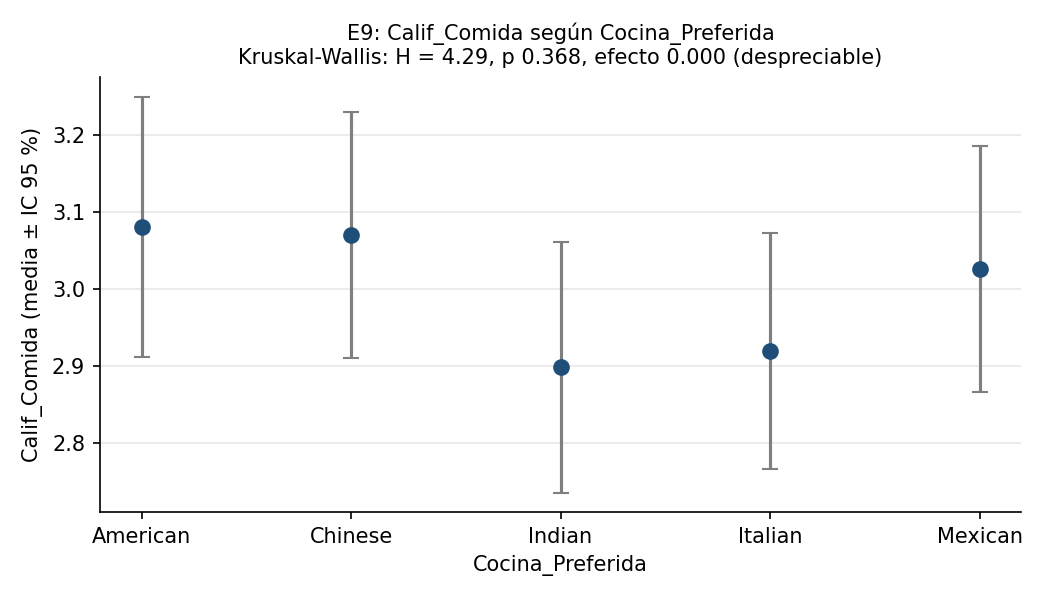 E9: Calif_Comida según Cocina_Preferida
Kruskal-Wallis: H = 4.29, p 0.368, efecto 0.000 (despreciable)
Calif_Comida (media ± IC 95 %)
3.2
3.1
3.0
2.9
2.8
American Chinese Indian Italian Mexican
Cocina_Preferida